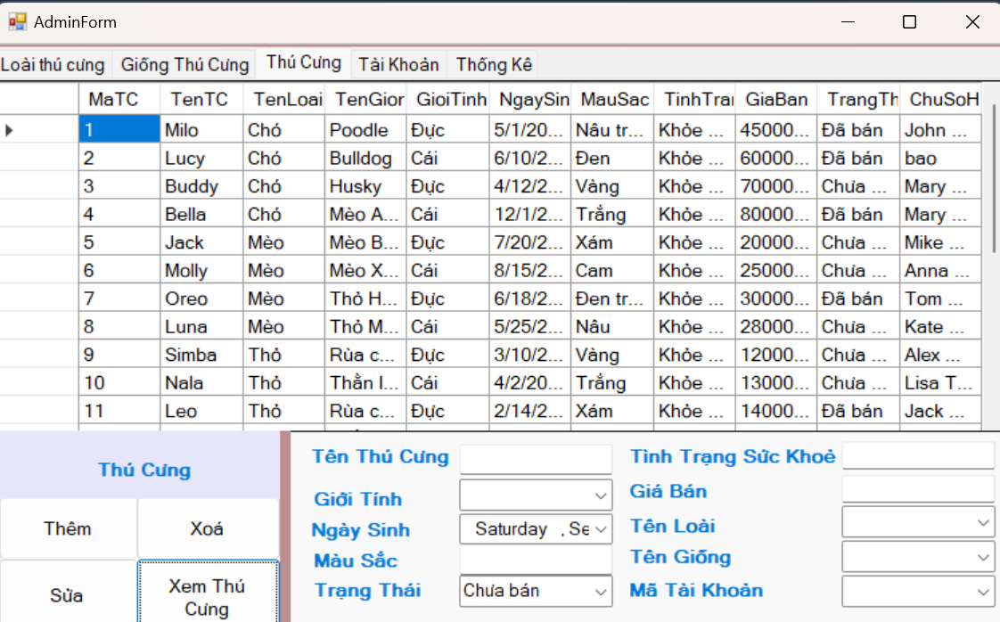 AdminForm
Loài thú cưng Giống Thú Cưng Thú Cưng Tài Khoản Thống Kê
MaTC TenTC TenLoai TenGior GioiTinh NgaySin MauSac TinhTrai GiaBan TrangTh ChuSoH
1 Milo Chó Poodle Đực 5/1/20... Nâu tr... Khỏe ... 45000... Đã bán John ...
2 Lucy Chó Bulldog Cái 6/10/2... Đen Khỏe ... 60000... Đã bán bao
3 Buddy Chó Husky Đực 4/12/2... Vàng Khỏe ... 70000... Chưa ... Mary ...
4 Bella Chó Mèo A... Cái 12/1/2... Trắng Khỏe ... 80000... Đã bán Mary ...
5 Jack Mèo Mèo B... Đực 7/20/2... Xám Khỏe ... 20000... Chưa ... Mike ...
6 Molly Mèo Mèo X... Cái 8/15/2... Cam Khỏe ... 25000... Chưa ... Anna ...
7 Oreo Mèo Thỏ H... Đực 6/18/2... Đen tr... Khỏe ... 30000... Đã bán Tom ...
8 Luna Mèo Thỏ M... Cái 5/25/2... Nâu Khỏe ... 28000... Chưa ... Kate ...
9 Simba Thỏ Rùa c... Đực 3/10/2... Vàng Khỏe ... 12000... Chưa ... Alex ...
10 Nala Thỏ Thằn l... Cái 4/2/20... Trắng Khỏe ... 13000... Chưa ... Lisa T...
11 Leo Thỏ Rùa c... Đực 2/14/2... Xám Khỏe ... 14000... Đã bán Jack ...
Thú Cưng
Thêm Xoá
Sửa Xem Thú
Cưng
Tên Thú Cưng
Giới Tính
Ngày Sinh Saturday , Se
Màu Sắc
Trạng Thái Chưa bán
Tình Trạng Sức Khoẻ
Giá Bán
Tên Loài
Tên Giống
Mã Tài Khoản